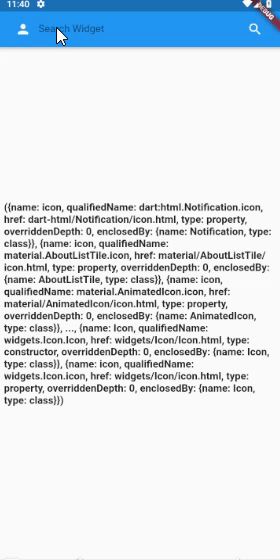 11:40
DEBUG
Search Widget
({name: icon, qualifiedName: dart:html.Notification.icon,
href: dart-html/Notification/icon.html, type: property,
overriddenDepth: 0, enclosedBy: {name: Notification, type:
class}}, {name: icon, qualifiedName:
material.AboutListTile.icon, href: material/AboutListTile/
icon.html, type: property, overriddenDepth: 0, enclosedBy:
{name: AboutListTile, type: class}}, {name: icon,
qualifiedName: material.AnimatedIcon.icon, href:
material/AnimatedIcon/icon.html, type: property,
overriddenDepth: 0, enclosedBy: {name: AnimatedIcon,
type: class}}, ..., {name: Icon, qualifiedName:
widgets.Icon.Icon, href: widgets/Icon/Icon.html, type:
constructor, overriddenDepth: 0, enclosedBy: {name: Icon,
type: class}}, {name: icon, qualifiedName:
widgets.Icon.icon, href: widgets/Icon/icon.html, type:
property, overriddenDepth: 0, enclosedBy: {name: Icon,
type: class}})